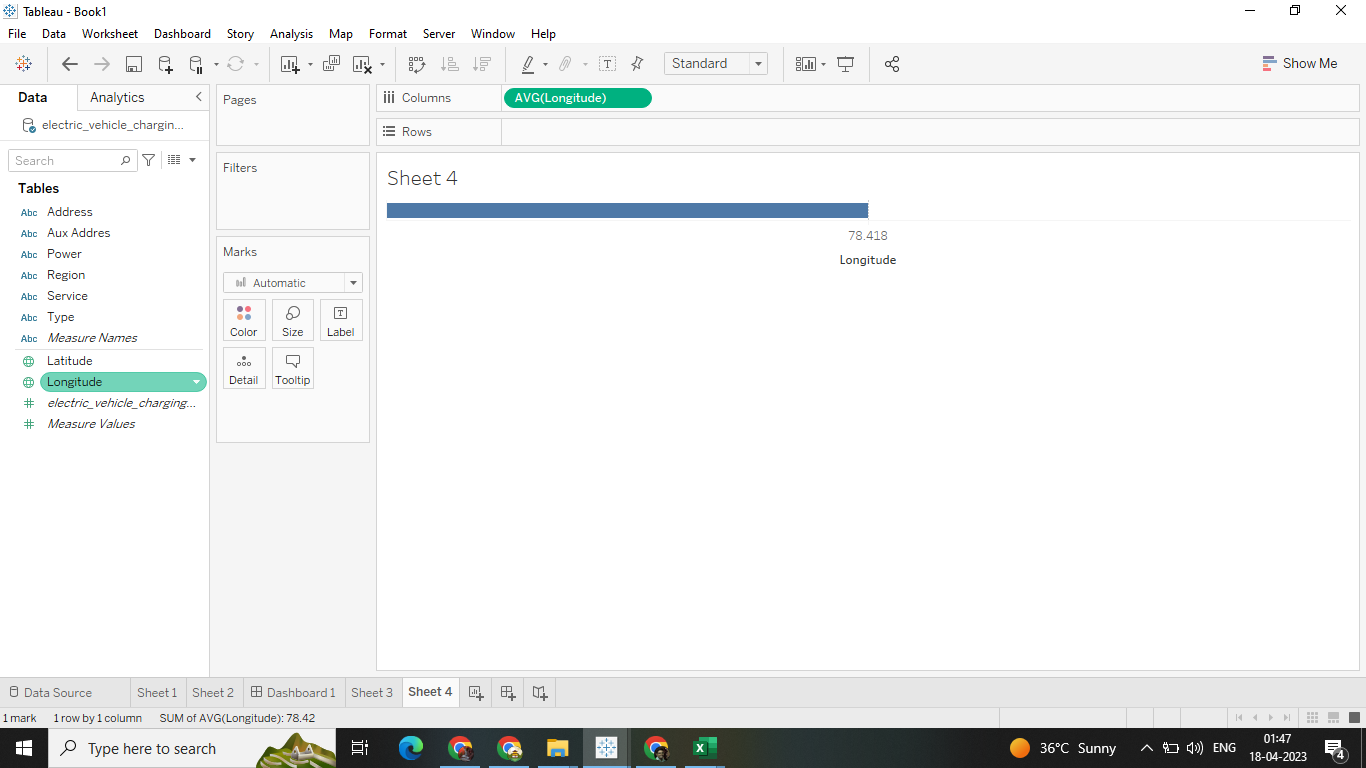 Tableau - Book1
File Data Worksheet Dashboard Story Analysis Map Format Server Window Help
Standard
Show Me
Data Analytics
electric_vehicle_chargin...
Search
Tables
Abc Address
Abc Aux Addres
Abc Power
Abc Region
Abc Service
Abc Type
Abc Measure Names
Latitude
Longitude
electric_vehicle_charging...
Measure Values
Pages
Filters
Marks
Automatic
Color Size Label
Detail Tooltip
Columns AVG(Longitude)
Rows
Sheet 4
78.418
Longitude
Data Source Sheet 1 Sheet 2 Dashboard 1 Sheet 3 Sheet 4
1 mark 1 row by 1 column SUM of AVG(Longitude): 78.42
Type here to search
36°C Sunny
ENG
01:47
18-04-2023
4